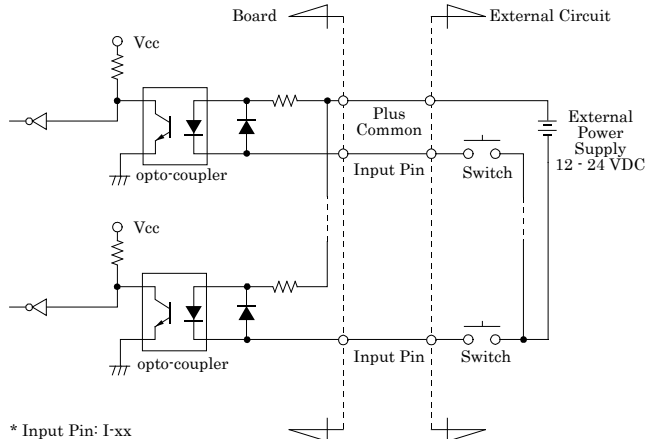 Board
External Circuit
Vcc
Plus
Common
External
Power
Supply
12 - 24 VDC
opto-coupler
Input Pin
Switch
Vcc
opto-coupler
Input Pin
Switch
* Input Pin: I-xx